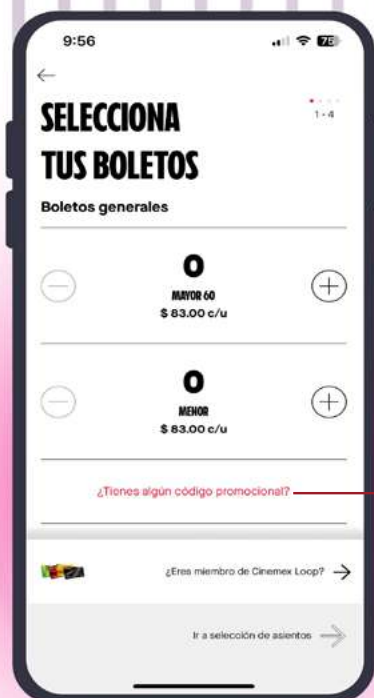 9:56
75
SELECCIONA
1 - 4
TUS BOLETOS
Boletos generales
0
MAYOR 60
$ 83.00 c/u
0
MENOR
$ 83.00 c/u
¿Tienes algún código promocional?
¿Eres miembro de Cinemex Loop?
Ir a selección de asientos